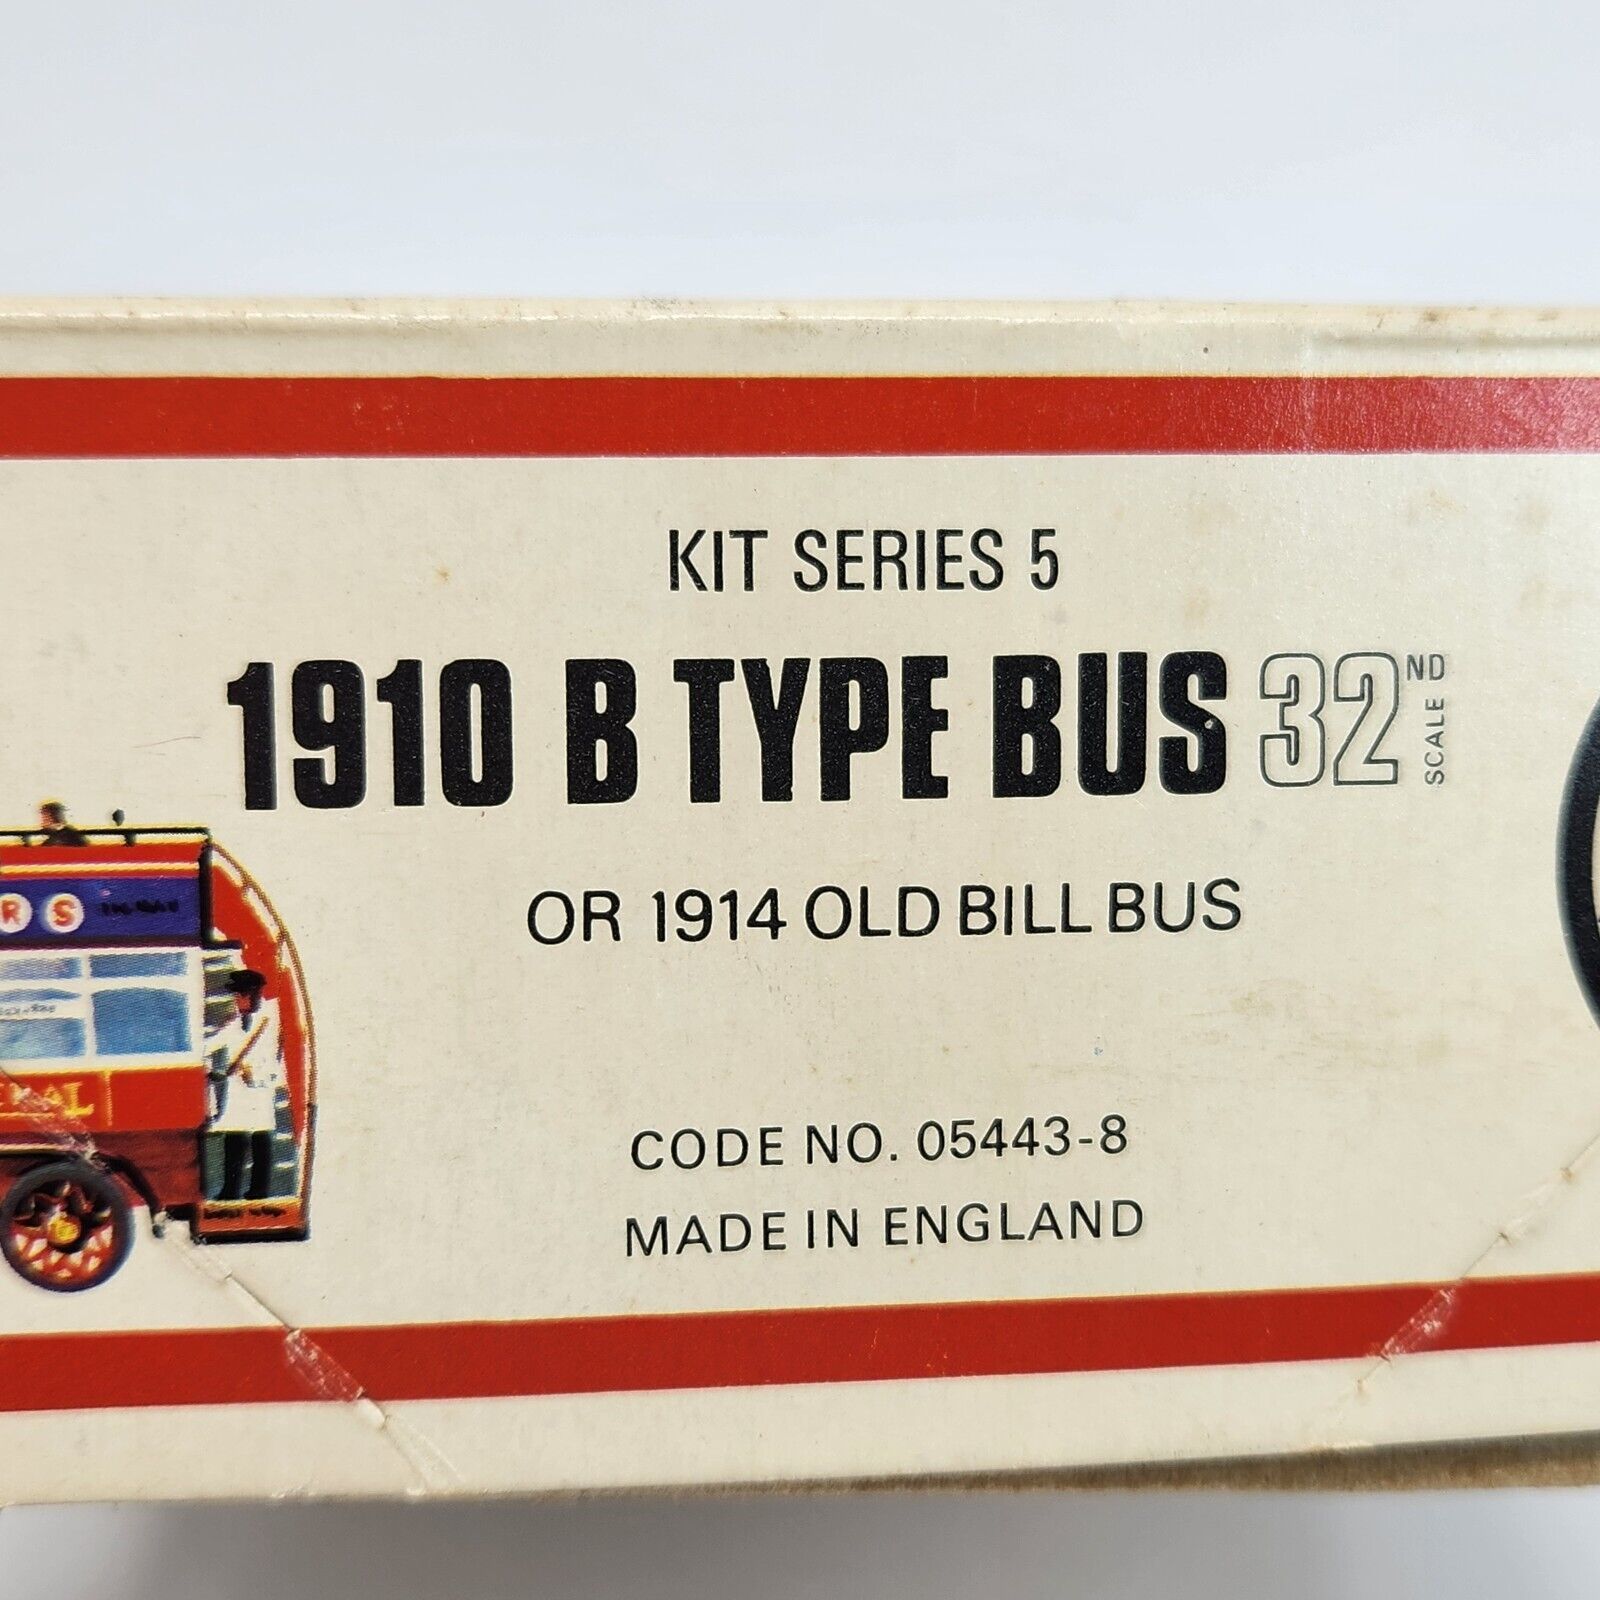 KIT SERIES 5
1910 B TYPE BUS 32ND SCALE
OR 1914 OLD BILL BUS
RS
CODE NO. 05443-8
MADE IN ENGLAND